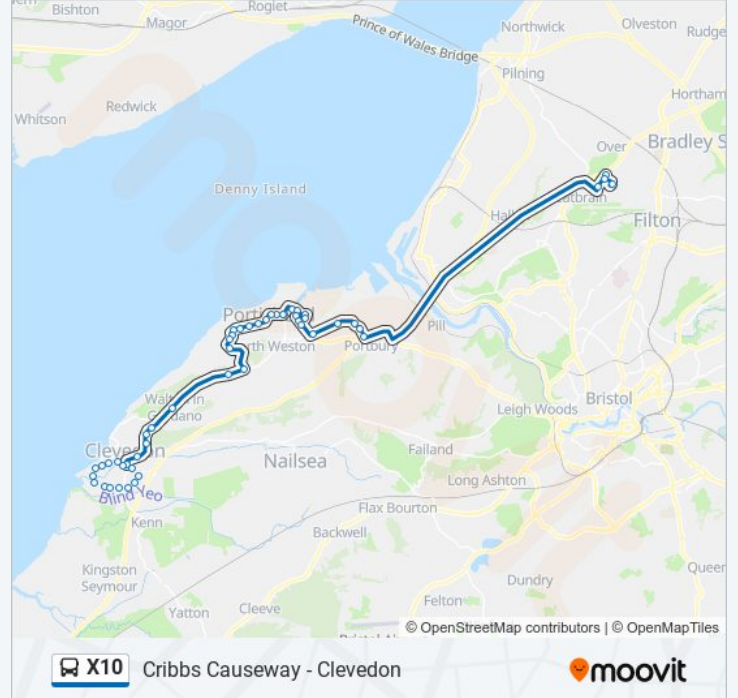 Bishton
Rogiet
Magor
Northwick
Olveston
Rudge
Prince of Wales Bridge
Pilning
Redwick
Hortham
Whitson
Over
Bradley S
Denny Island
Filton
Portbury
Pill
Weston
Bristol
Leigh Woods
Clevedon
Failand
Nailsea
Long Ashton
Blind Yeo
Flax Bourton
Kenn
Backwell
Kingston
Seymour
Dundry
Queen
Cleeve
Felton
Yatton
© OpenStreetMap contributors | © OpenMapTiles
X10 Cribbs Causeway - Clevedon
moovit